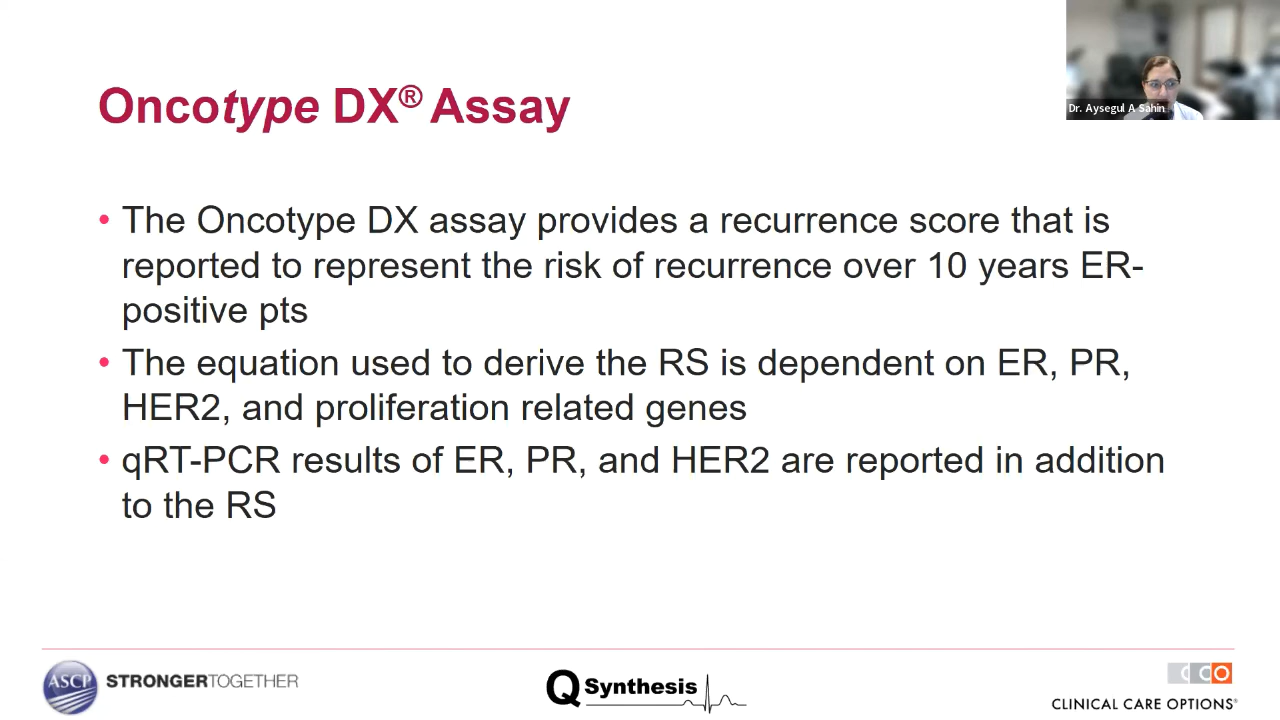 Dr. Aysegul A Sahin
Oncotype DX® Assay
• The Oncotype DX assay provides a recurrence score that is
reported to represent the risk of recurrence over 10 years ER-
positive pts
• The equation used to derive the RS is dependent on ER, PR,
HER2, and proliferation related genes
• qRT-PCR results of ER, PR, and HER2 are reported in addition
to the RS
ASCP
STRONGERTOGETHER
Q Synthesis
CCO
CLINICAL CARE OPTIONS®